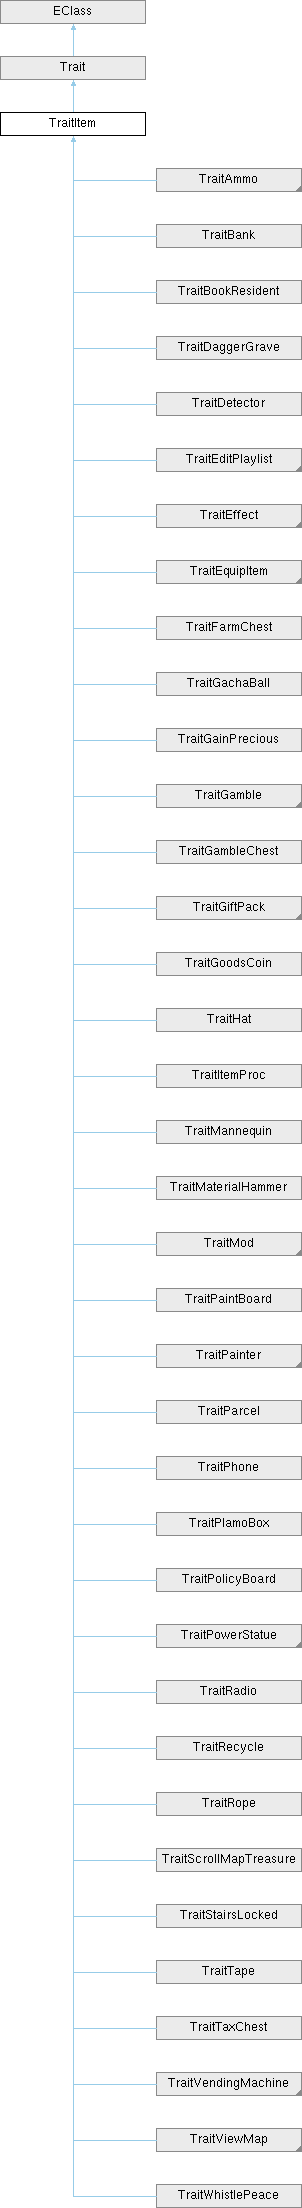 EClass
Trait
TraitItem
TraitAmmo
TraitBank
TraitBookResident
TraitDaggerGrave
TraitDetector
TraitEditPlaylist
TraitEffect
TraitEquipItem
TraitFarmChest
TraitGachaBall
TraitGainPrecious
TraitGamble
TraitGambleChest
TraitGiftPack
TraitGoodsCoin
TraitHat
TraitItemProc
TraitMannequin
TraitMaterialHammer
TraitMod
TraitPaintBoard
TraitPainter
TraitParcel
TraitPhone
TraitPlamoBox
TraitPolicyBoard
TraitPowerStatue
TraitRadio
TraitRecycle
TraitRope
TraitScrollMapTreasure
TraitStairsLocked
TraitTape
TraitTaxChest
TraitVendingMachine
TraitViewMap
TraitWhistlePeace